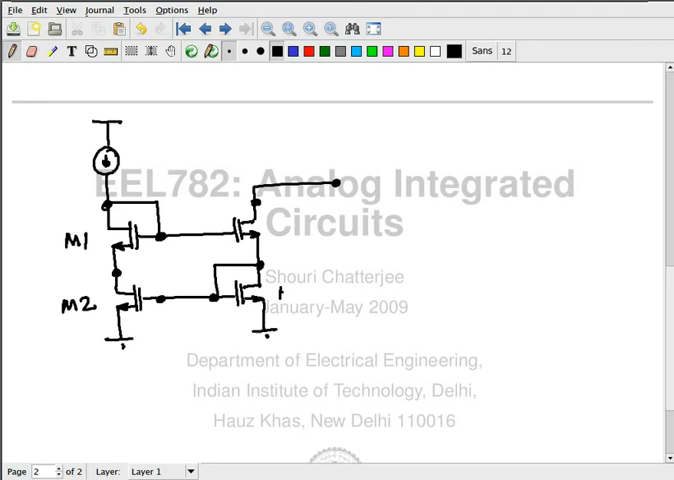 File Edit View Journal Tools Options Help
T Sans 12
EEL782: Analog Integrated
Circuits
M1
Shouri Chatterjee
M2
January-May 2009
Department of Electrical Engineering,
Indian Institute of Technology, Delhi,
Hauz Khas, New Delhi 110016
Page 2 of 2 Layer: Layer 1